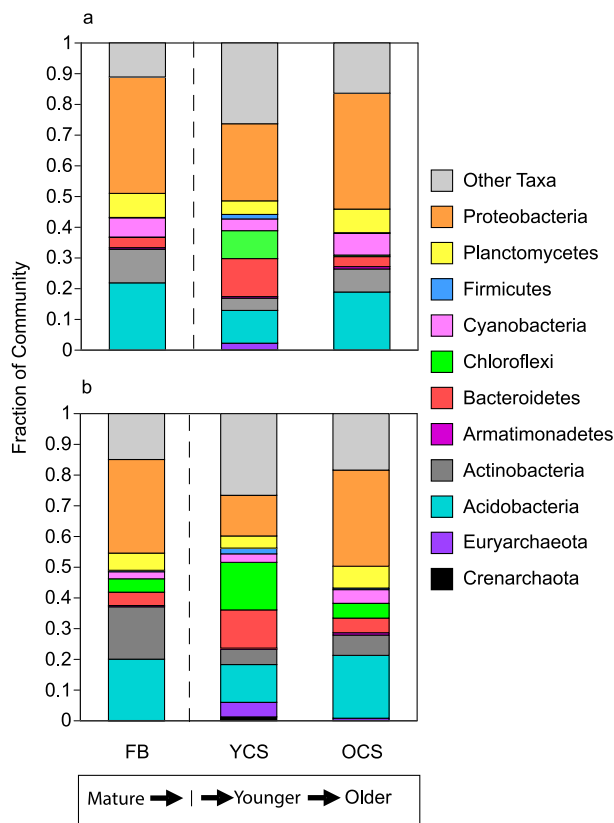 a
1
0.9
0.8
0.7
0.6
0.5
0.4
0.3
0.2
0.1
0
b
1
0.9
0.8
0.7
0.6
0.5
0.4
0.3
0.2
0.1
0
Fraction of Community
FB YCS OCS
Mature Younger Older
Other Taxa
Proteobacteria
Planctomycetes
Firmicutes
Cyanobacteria
Chloroflexi
Bacteroidetes
Armatimonadetes
Actinobacteria
Acidobacteria
Euryarchaeota
Crenarchaota